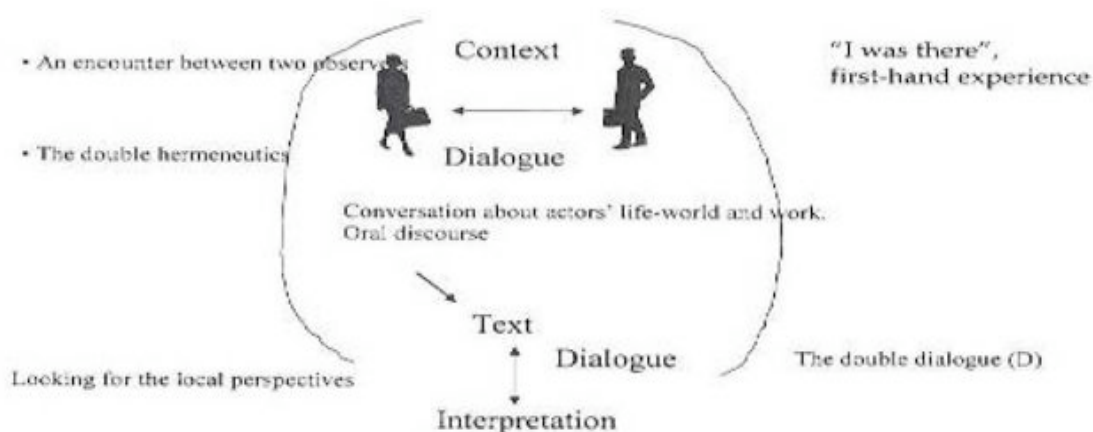 Context
"I was there",
first-hand experience
• An encounter between two observers
• The double hermeneutics
Dialogue
Conversation about actors' life-world and work.
Oral discourse
Text
Dialogue
The double dialogue (D)
Looking for the local perspectives
Interpretation